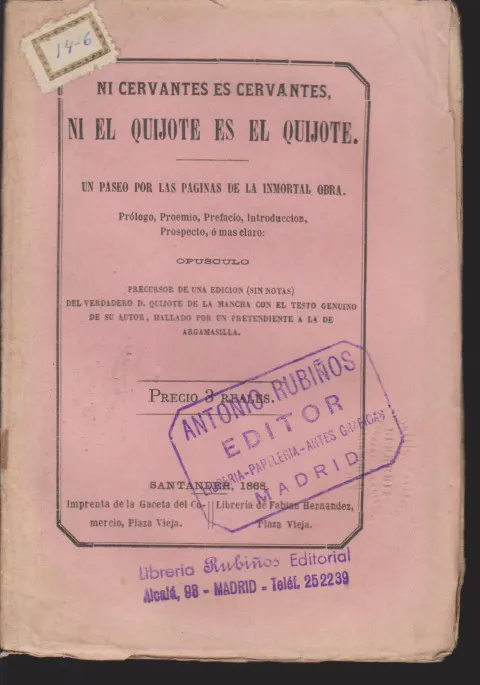 14-6
NI CERVANTES ES CERVANTES,
NI EL QUIJOTE ES EL QUIJOTE.
UN PASEO POR LAS PAGINAS DE LA INMORTAL OBRA.
Prólogo, Proemio, Prefacio, Introduccion,
Prospecto, ó mas claro:
OPUSCULO
PRECURSOR DE UNA EDICION (SIN NOTAS)
DEL VERDADERO D. QUIJOTE DE LA MANCHA CON EL TESTO GENUINO
DE SU AUTOR, HALLADO POR UN PRETENDIENTE A LA DE
ARGAMASILLA.
PRECIO 3 REALES.
ANTONIO RUBIÑOS
EDITOR
LIBRERIA-PAPELERIA-ARTES GRAFICAS
MADRID
SANTANDER, 1868.
Imprenta de la Gaceta del Co-
mercio, Plaza Vieja.
Librería de Fabian Hernandez,
Plaza Vieja.
Librería Rubiños Editorial
Alcalá, 98 - MADRID - Teléf. 252239